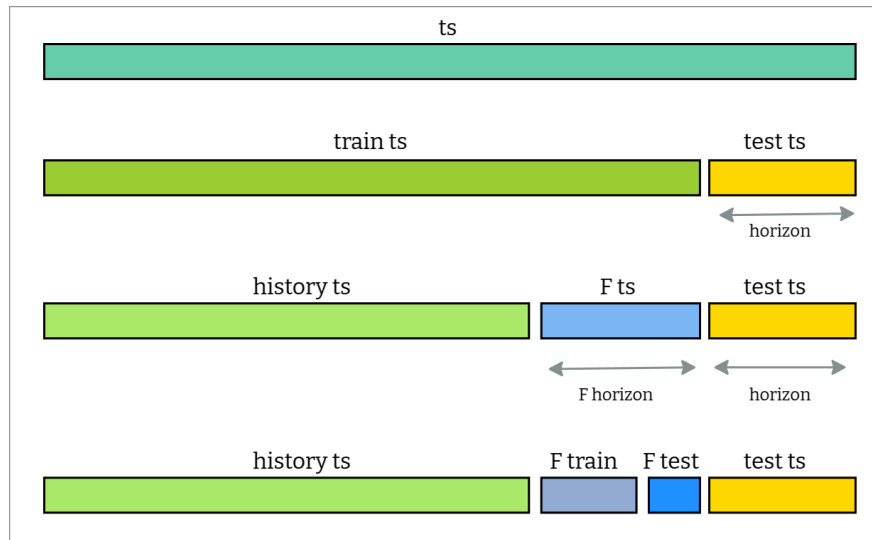 ts
train ts test ts
horizon
history ts F ts test ts
F horizon horizon
history ts F train F test test ts